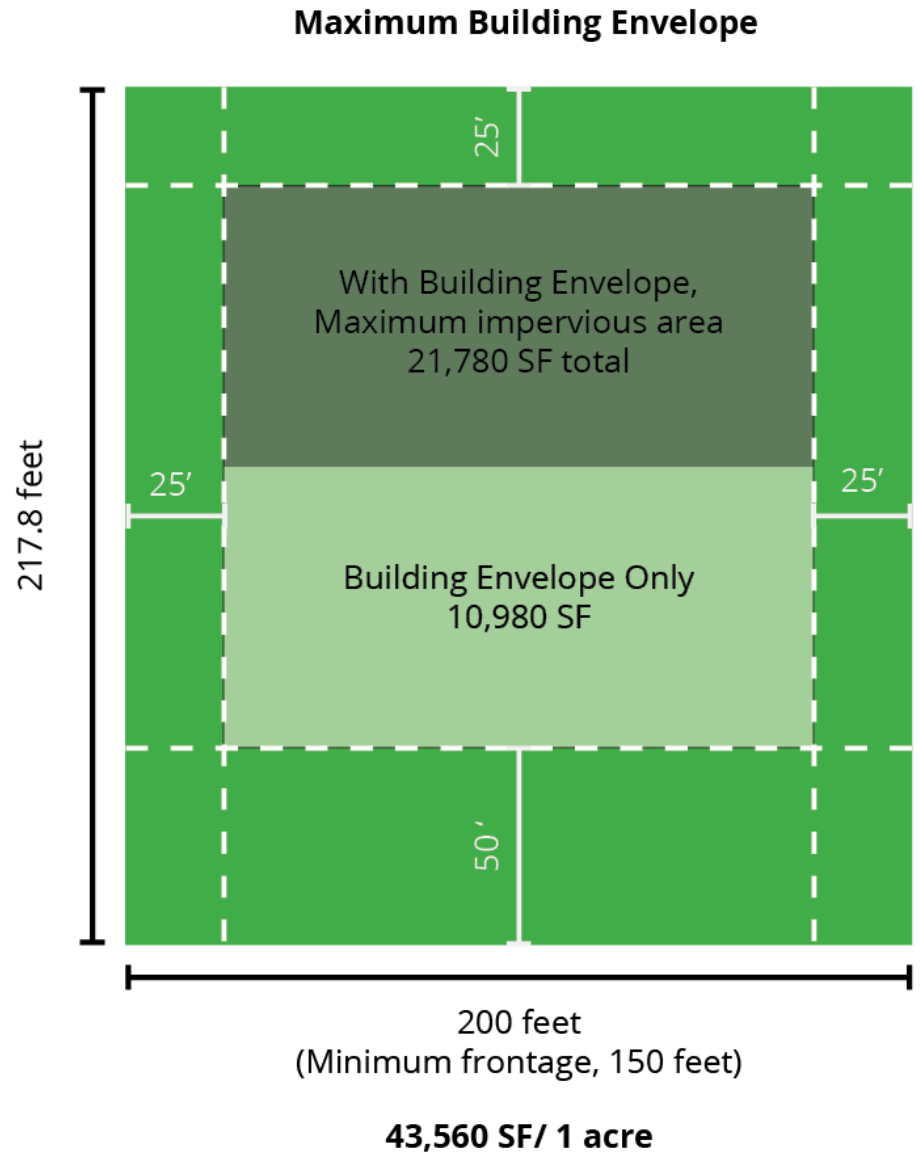 Maximum Building Envelope
25’
With Building Envelope,
Maximum impervious area
21,780 SF total
217.8 feet
25’
25’
Building Envelope Only
10,980 SF
50 ‘
200 feet
(Minimum frontage, 150 feet)
43,560 SF/ 1 acre